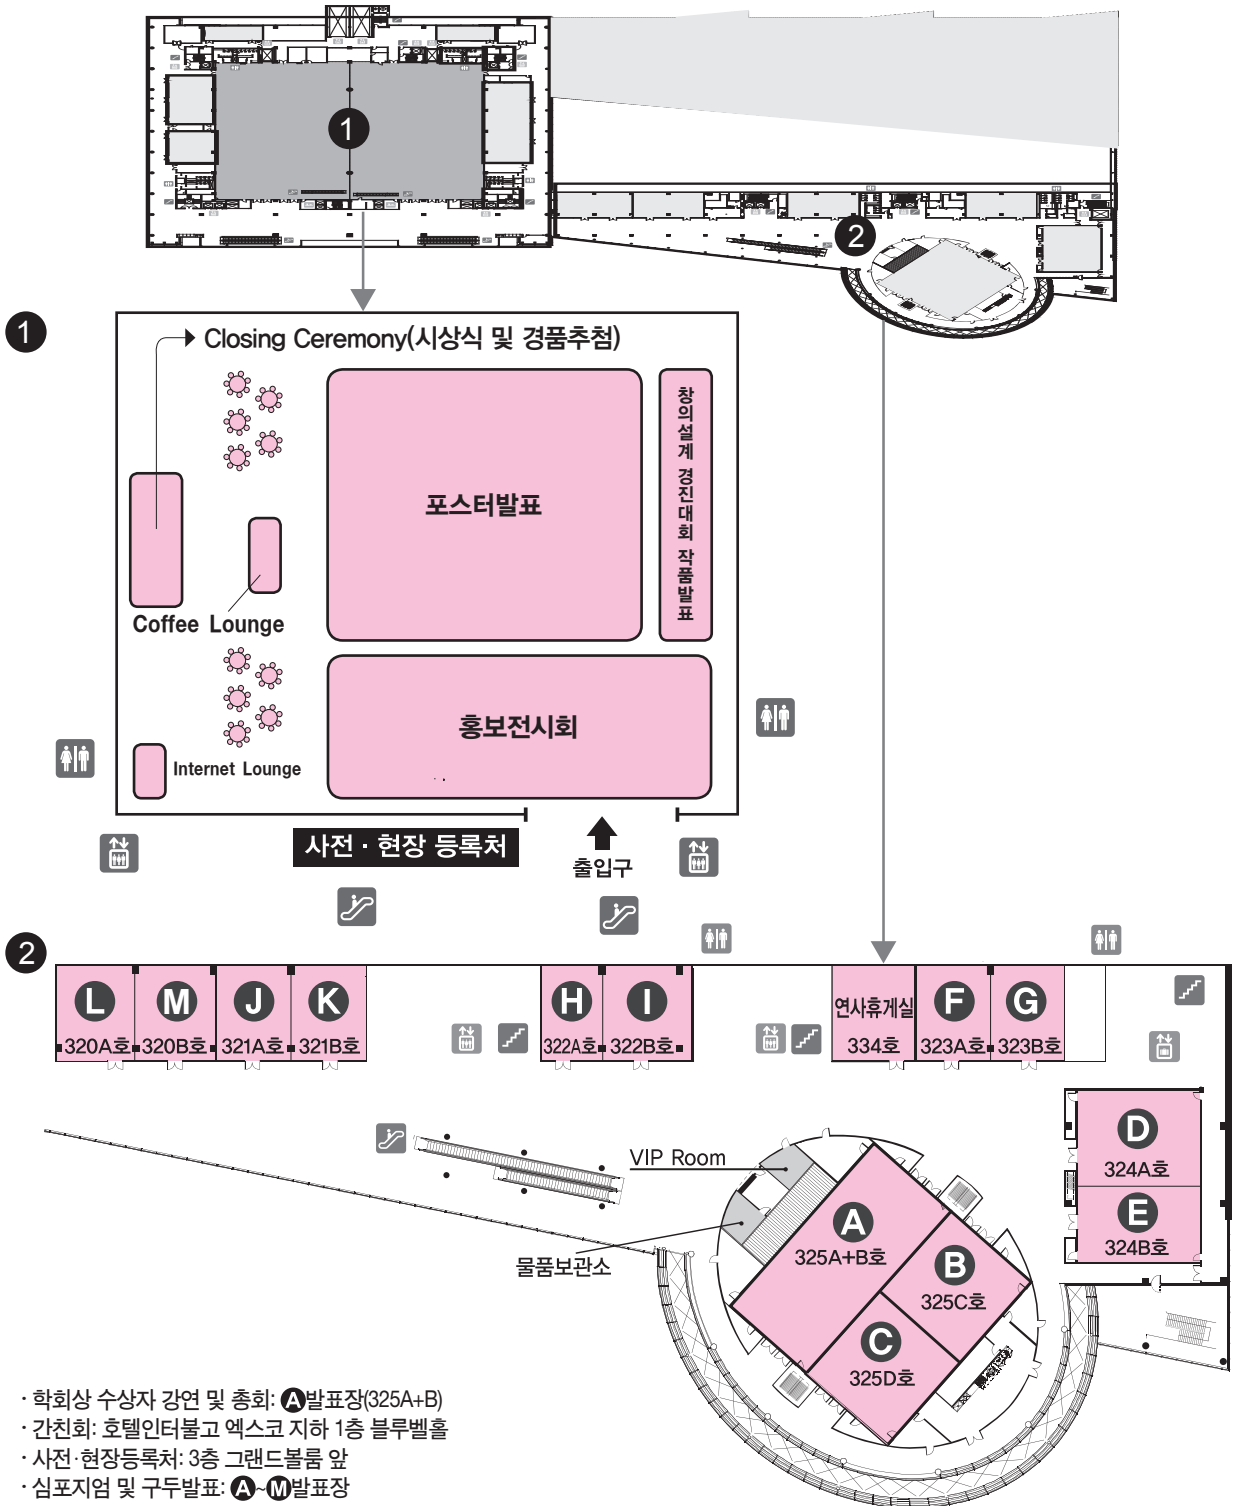 1
2
1
Closing Ceremony(시상식 및 경품추첨)
포스터발표
창의설계 경진대회 작품발표
Coffee Lounge
홍보전시회
Internet Lounge
사전 · 현장 등록처
출입구
2
L
320A호
M
320B호
J
321A호
K
321B호
H
322A호
I
322B호
연사휴게실
334호
F
323A호
G
323B호
D
324A호
E
324B호
VIP Room
물품보관소
A
325A+B호
B
325C호
C
325D호
· 학회상 수상자 강연 및 총회: A발표장(325A+B)
· 간친회: 호텔인터불고 엑스코 지하 1층 블루벨홀
· 사전·현장등록처: 3층 그랜드볼룸 앞
· 심포지엄 및 구두발표: A~M발표장